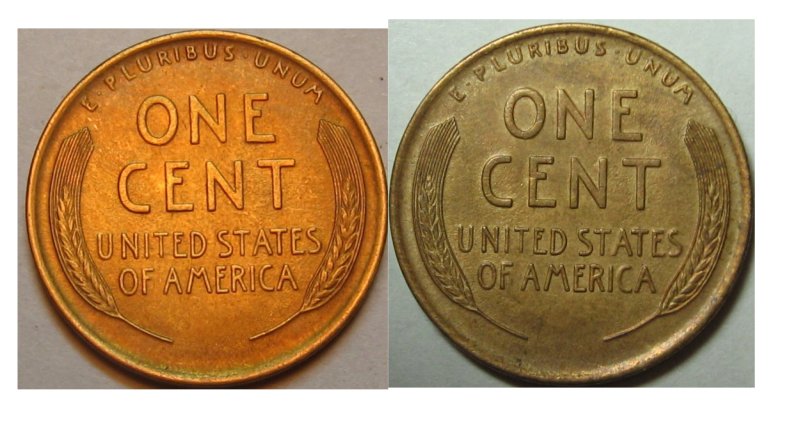 E·PLURIBUS·UNUM
ONE
CENT
UNITED STATES
OF AMERICA
E·PLURIBUS·UNUM
ONE
CENT
UNITED STATES
OF AMERICA